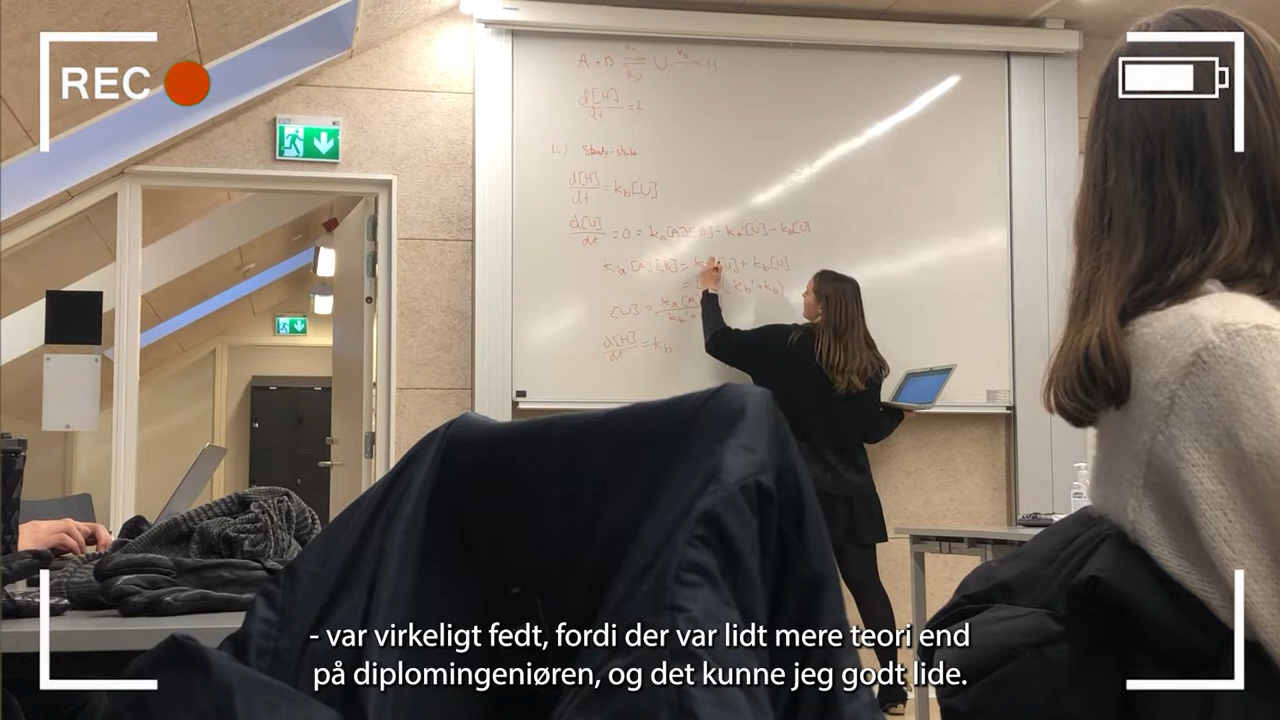 REC
A + B ⇌ U → H
d[H]/dt = ?
(c) Steady-state
d[H]/dt = k_b[U]
d[U]/dt = 0 = k_a[A][B] - k_a'[U] - k_b[U]
k_a[A][B] = [U] + k_b[U]
d[H]/dt = k_b
- var virkeligt fedt, fordi der var lidt mere teori end
på diplomingeniøren, og det kunne jeg godt lide.